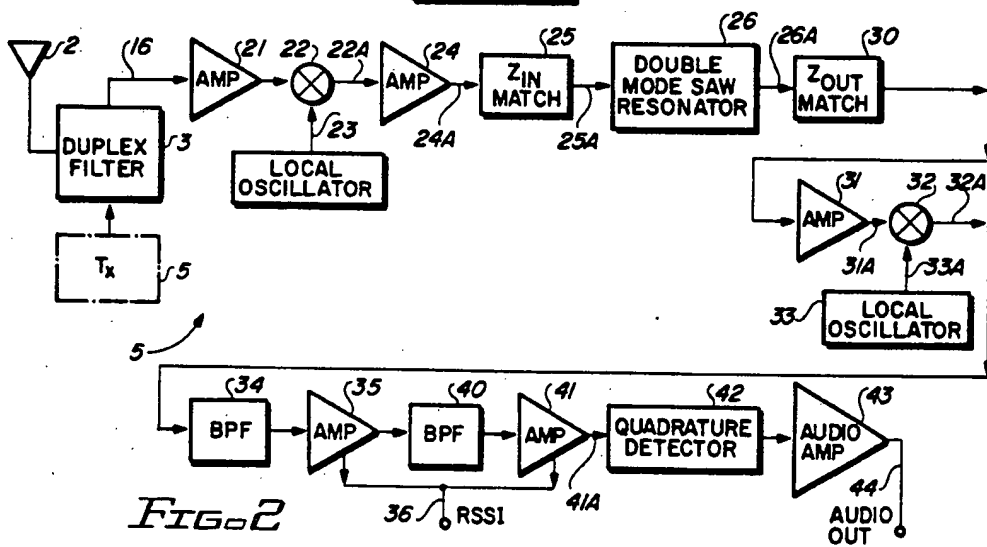 2
16
21
22
22A
24
25
26
26A
30
AMP
AMP
ZIN
MATCH
DOUBLE
MODE SAW
RESONATOR
ZOUT
MATCH
DUPLEX
FILTER
3
23
24A
25A
LOCAL
OSCILLATOR
31
32
32A
AMP
31A
33A
Tx
5
33
LOCAL
OSCILLATOR
5
34
35
40
41
42
43
BPF
AMP
BPF
AMP
QUADRATURE
DETECTOR
AUDIO
AMP
41A
44
36
RSSI
AUDIO
OUT
FIG. 2